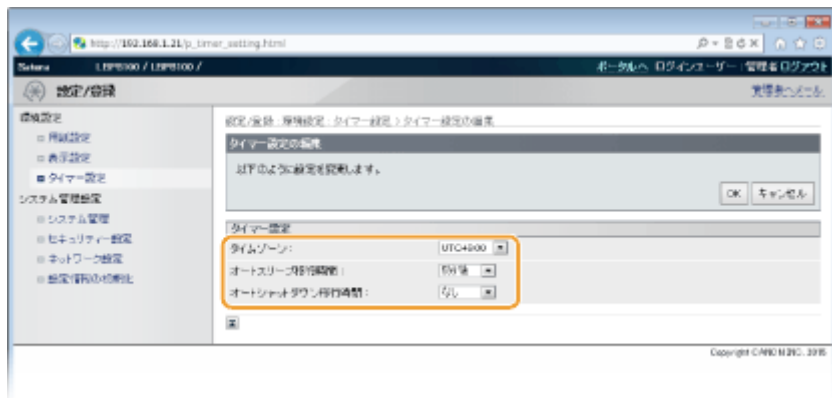 http://192.168.1.21/p_timer_setting.html
Satera LBP8100 / LBP8100 /
ポータルへ ログインユーザー: 管理者 ログアウト
設定/登録
管理者へメール
環境設定
用紙設定
表示設定
タイマー設定
システム管理設定
システム管理
セキュリティー設定
ネットワーク設定
設定情報の初期化
設定/登録 : 環境設定 : タイマー設定 > タイマー設定の編集
タイマー設定の編集
以下のように設定を変更します。
OK キャンセル
タイマー設定
タイムゾーン :
オートスリープ移行時間 :
オートシャットダウン移行時間 : なし